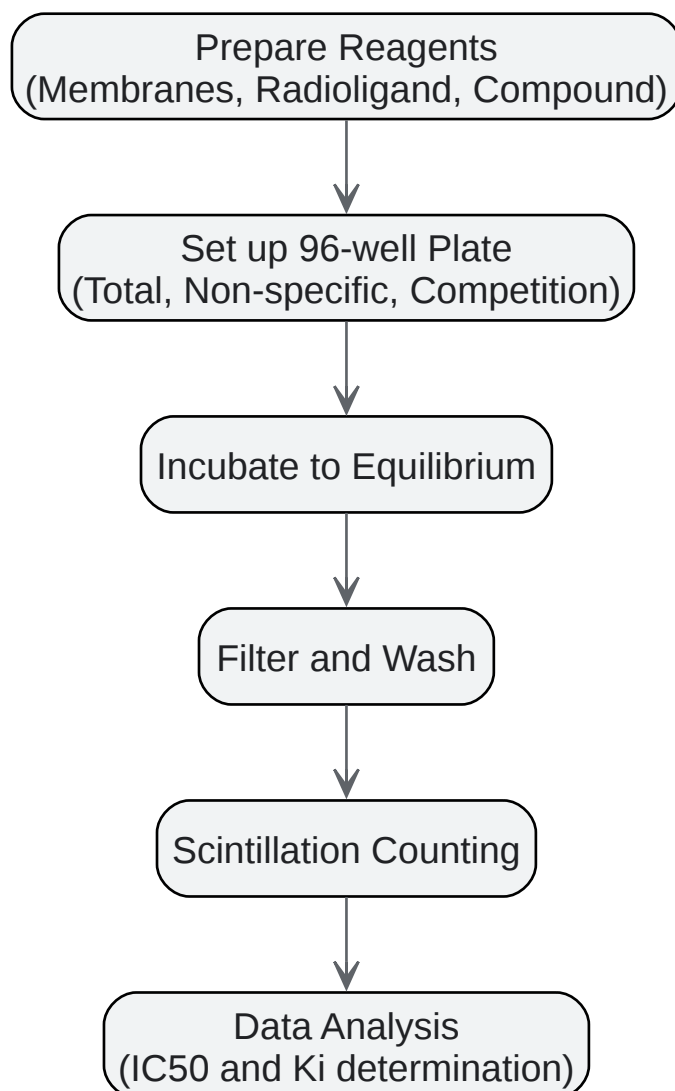 Prepare Reagents
(Membranes, Radioligand, Compound)
Set up 96-well Plate
(Total, Non-specific, Competition)
Incubate to Equilibrium
Filter and Wash
Scintillation Counting
Data Analysis
(IC50 and Ki determination)